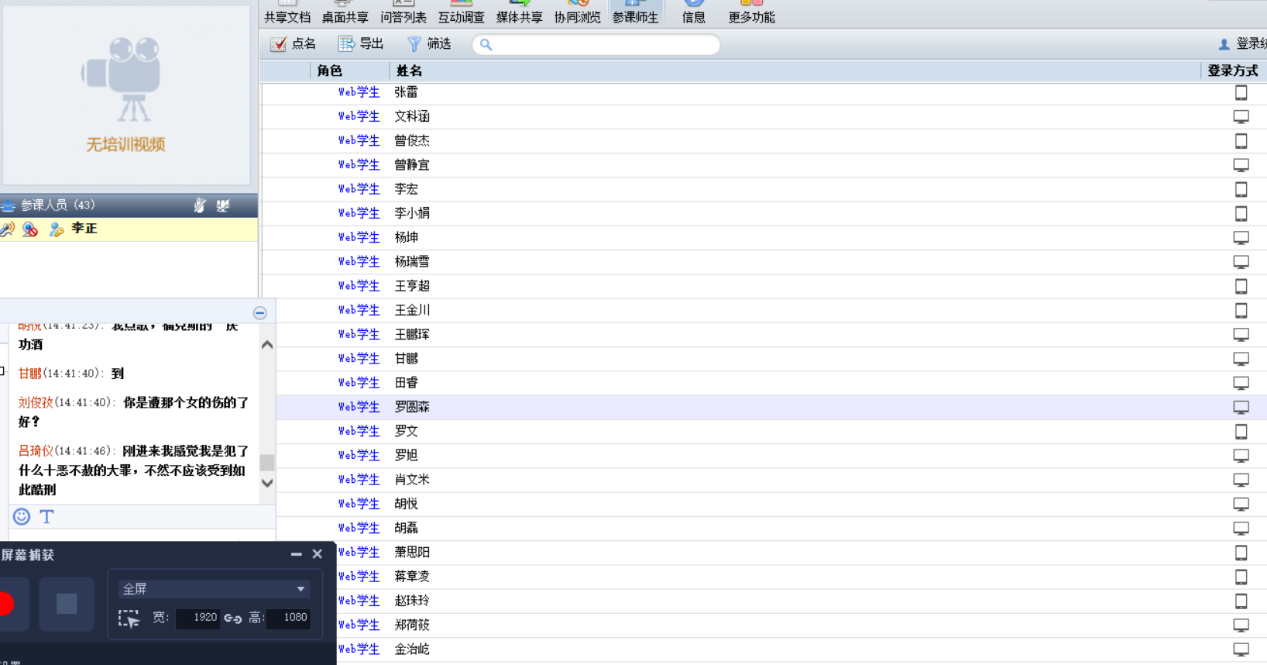 共享文档 桌面共享 问答列表 互动调查 媒体共享 协同浏览 参课师生 信息 更多功能
点名 导出 筛选
登录
角色 姓名 登录方式
无培训视频
参课人员 (43)
李正
Web学生 张雷
Web学生 文科涵
Web学生 曾俊杰
Web学生 曾静宜
Web学生 李宏
Web学生 李小娟
Web学生 杨坤
Web学生 杨瑞雪
Web学生 王亨超
Web学生 王金川
Web学生 王鹏珲
Web学生 甘鹏
Web学生 田睿
Web学生 罗圆森
Web学生 罗文
Web学生 罗旭
Web学生 肖文米
Web学生 胡悦
Web学生 胡磊
Web学生 萧思阳
Web学生 蒋章凌
Web学生 赵珠玲
Web学生 郑荷筱
Web学生 金治屹
胡悦(14:41:23): 我点歌，福克斯的 庆
功酒
甘鹏(14:41:40): 到
刘俊孜(14:41:40): 你是遭那个女的伤的了
好?
吕琦仪(14:41:46): 刚进来我感觉我是犯了
什么十恶不赦的大罪，不然不应该受到如
此酷刑
屏幕捕获
全屏
宽: 1920 高: 1080